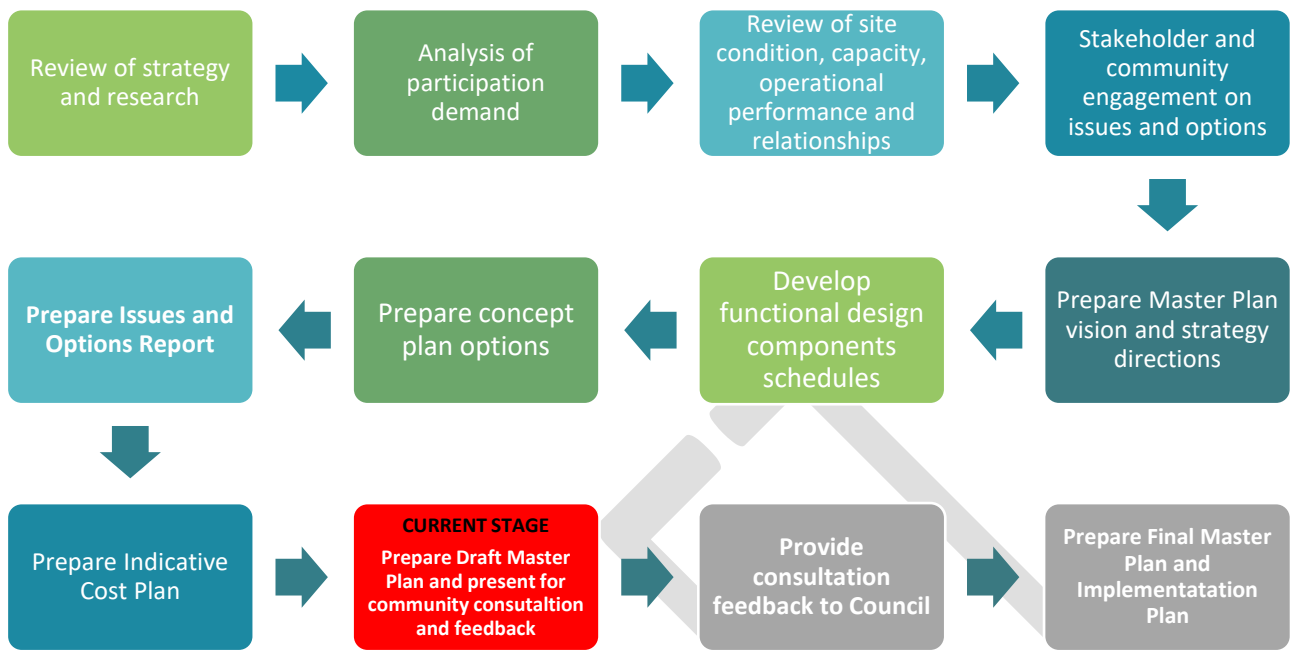 Review of strategy
and research
Analysis of
participation
demand
Review of site
condition, capacity,
operational
performance and
relationships
Stakeholder and
community
engagement on
issues and options
Prepare Master Plan
vision and strategy
directions
Develop
functional design
components
schedules
Prepare concept
plan options
Prepare Issues and
Options Report
Prepare Indicative
Cost Plan
CURRENT STAGE
Prepare Draft Master
Plan and present for
community consutaltion
and feedback
Provide
consultation
feedback to Council
Prepare Final Master
Plan and
Implementatation
Plan